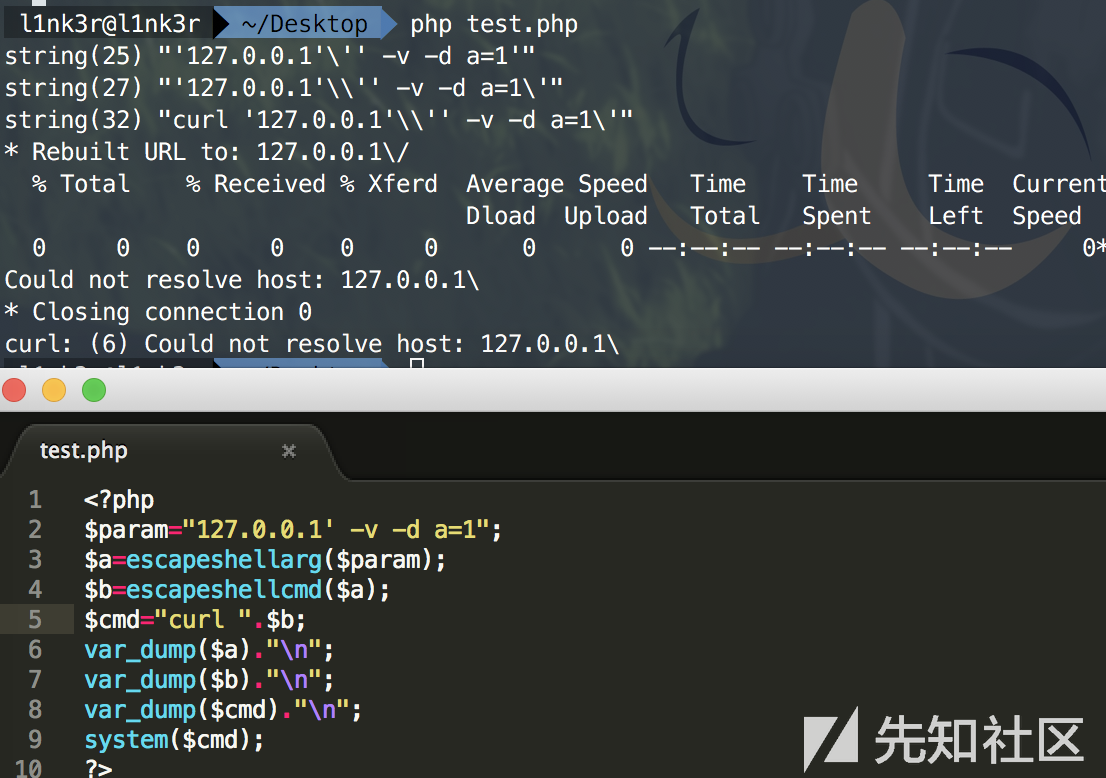 l1nk3r@l1nk3r ~/Desktop php test.php
string(25) "'127.0.0.1'\'' -v -d a=1'"
string(27) "'127.0.0.1'\\'' -v -d a=1\'"
string(32) "curl '127.0.0.1'\\'' -v -d a=1\'"
* Rebuilt URL to: 127.0.0.1\/
% Total % Received % Xferd Average Speed Time Time Time Current
Dload Upload Total Spent Left Speed
0 0 0 0 0 0 0 0 --:--:-- --:--:-- --:--:-- 0*
Could not resolve host: 127.0.0.1\
* Closing connection 0
curl: (6) Could not resolve host: 127.0.0.1\
test.php
1 <?php
2 $param="127.0.0.1' -v -d a=1";
3 $a=escapeshellarg($param);
4 $b=escapeshellcmd($a);
5 $cmd="curl ".$b;
6 var_dump($a)."\n";
7 var_dump($b)."\n";
8 var_dump($cmd)."\n";
9 system($cmd);
10 ?>
先知社区